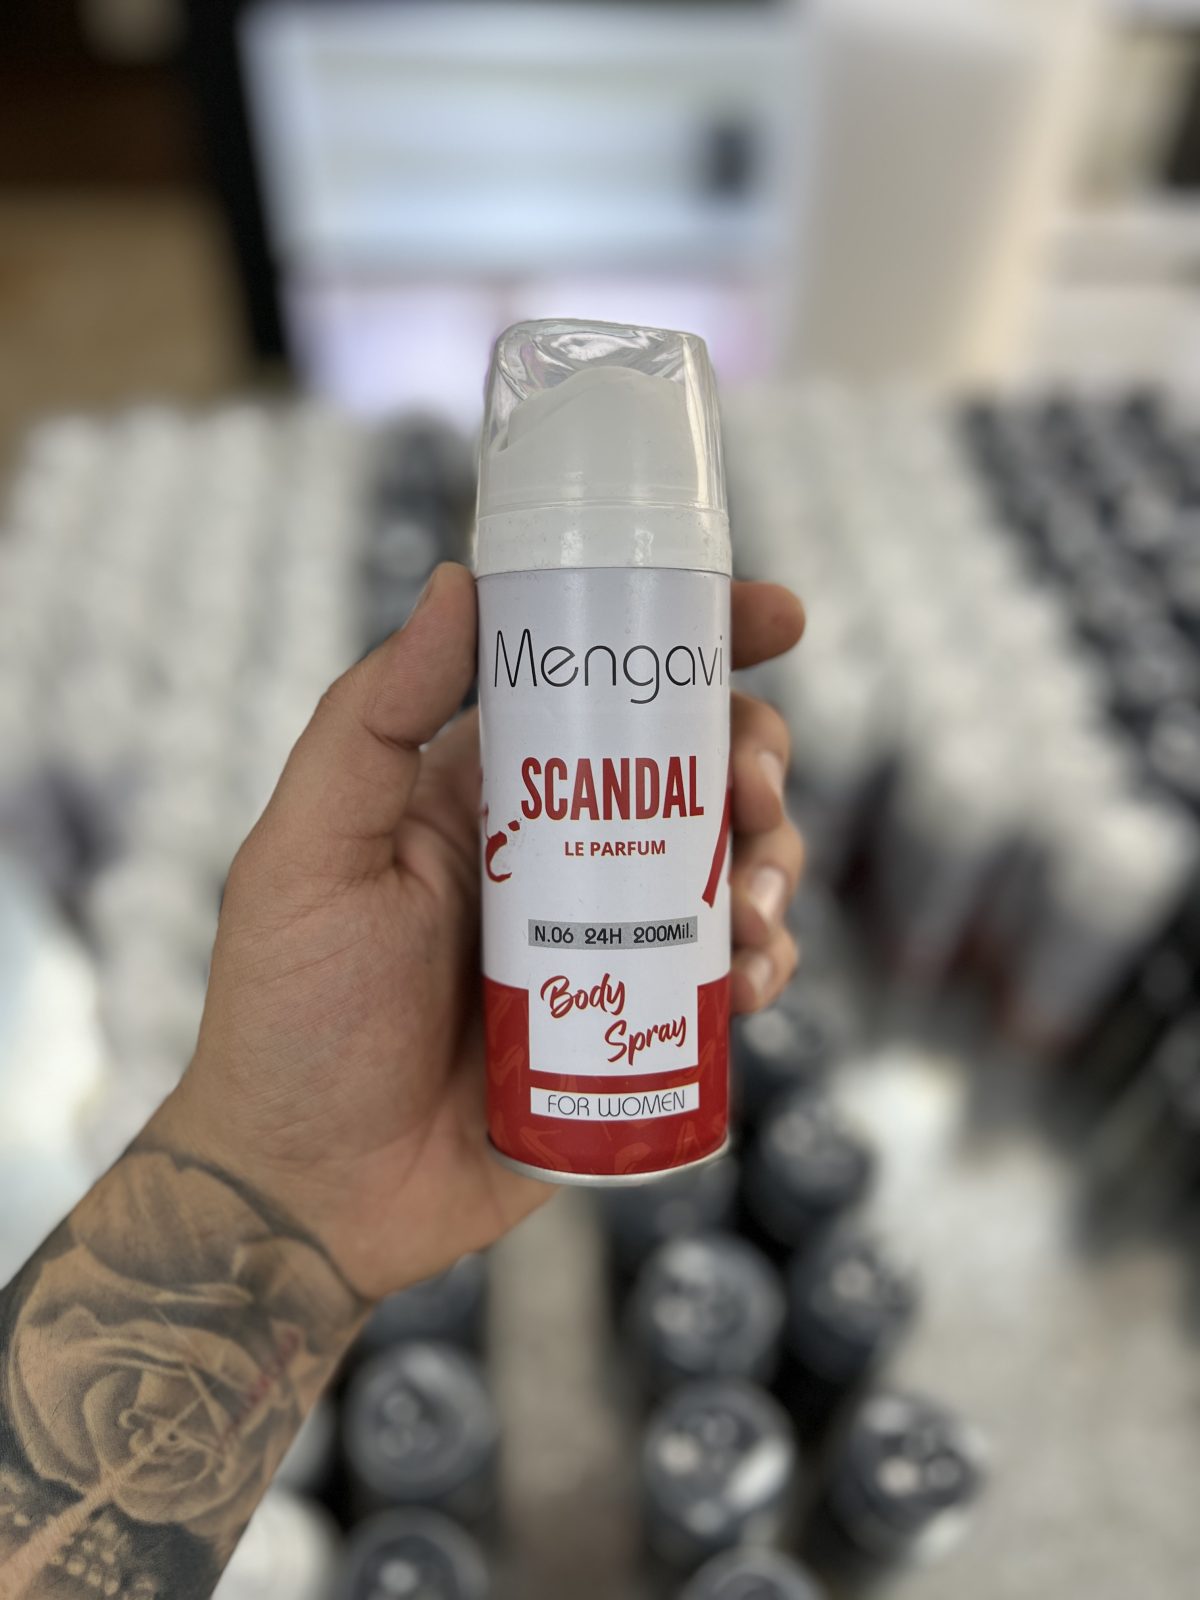 Mengavi
SCANDAL
LE PARFUM
N.06 24H 200Mil.
Body
Spray
FOR WOMEN